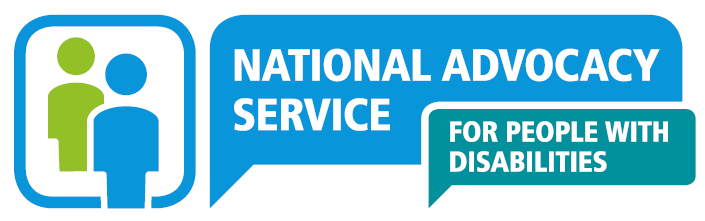 NATIONAL ADVOCACY
SERVICE
FOR PEOPLE WITH
DISABILITIES